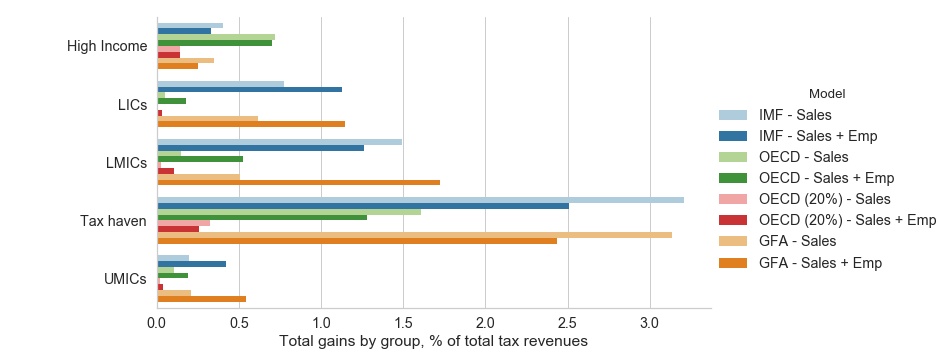 High Income
LICs
LMICs
Tax haven
UMICs
0.0 0.5 1.0 1.5 2.0 2.5 3.0
Total gains by group, % of total tax revenues
Model
IMF - Sales
IMF - Sales + Emp
OECD - Sales
OECD - Sales + Emp
OECD (20%) - Sales
OECD (20%) - Sales + Emp
GFA - Sales
GFA - Sales + Emp